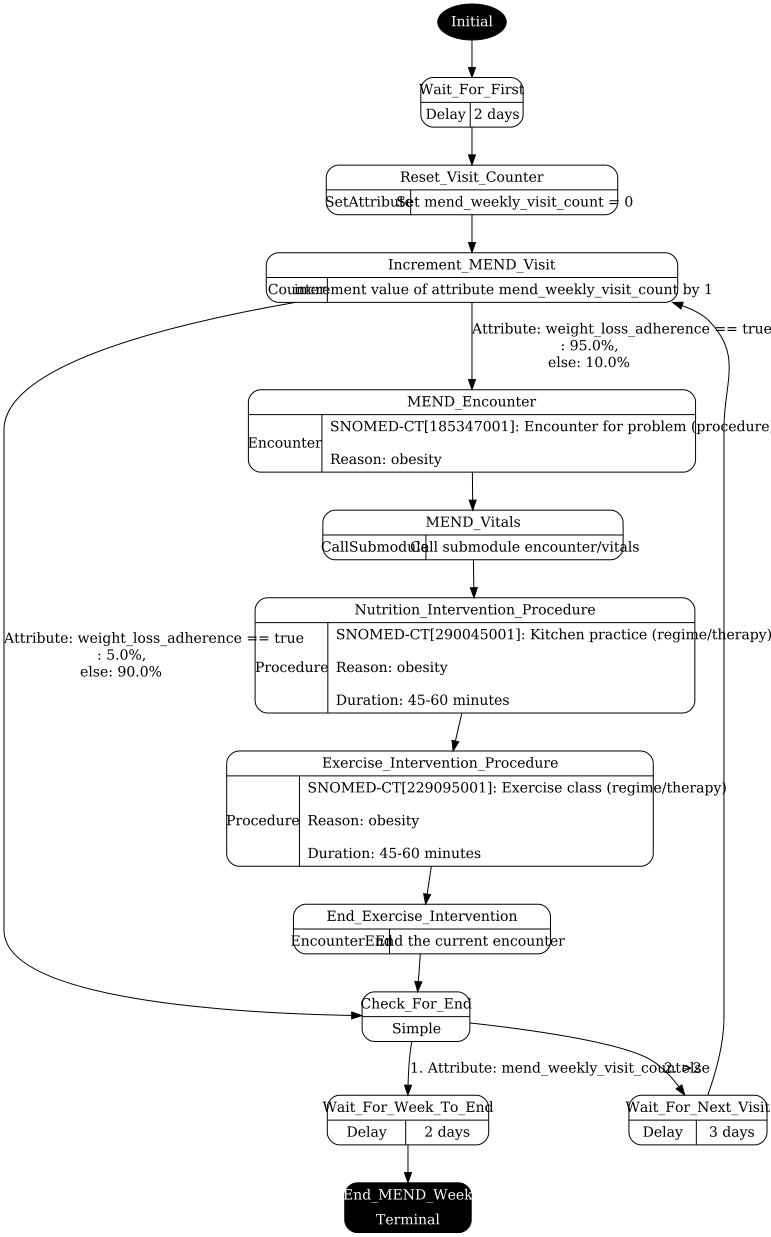 Initial
Wait_For_First
Delay 2 days
Reset_Visit_Counter
SetAttribute Set mend_weekly_visit_count = 0
Increment_MEND_Visit
Counter increment value of attribute mend_weekly_visit_count by 1
Attribute: weight_loss_adherence == true
: 95.0%,
else: 10.0%
MEND_Encounter
Encounter
SNOMED-CT[185347001]: Encounter for problem (procedure)
Reason: obesity
MEND_Vitals
CallSubmodule Call submodule encounter/vitals
Nutrition_Intervention_Procedure
Procedure
SNOMED-CT[290045001]: Kitchen practice (regime/therapy)
Reason: obesity
Duration: 45-60 minutes
Attribute: weight_loss_adherence == true
: 5.0%,
else: 90.0%
Exercise_Intervention_Procedure
Procedure
SNOMED-CT[229095001]: Exercise class (regime/therapy)
Reason: obesity
Duration: 45-60 minutes
End_Exercise_Intervention
EncounterEnd End the current encounter
Check_For_End
Simple
1. Attribute: mend_weekly_visit_count >2
2. else
Wait_For_Week_To_End
Delay 2 days
Wait_For_Next_Visit
Delay 3 days
End_MEND_Week
Terminal